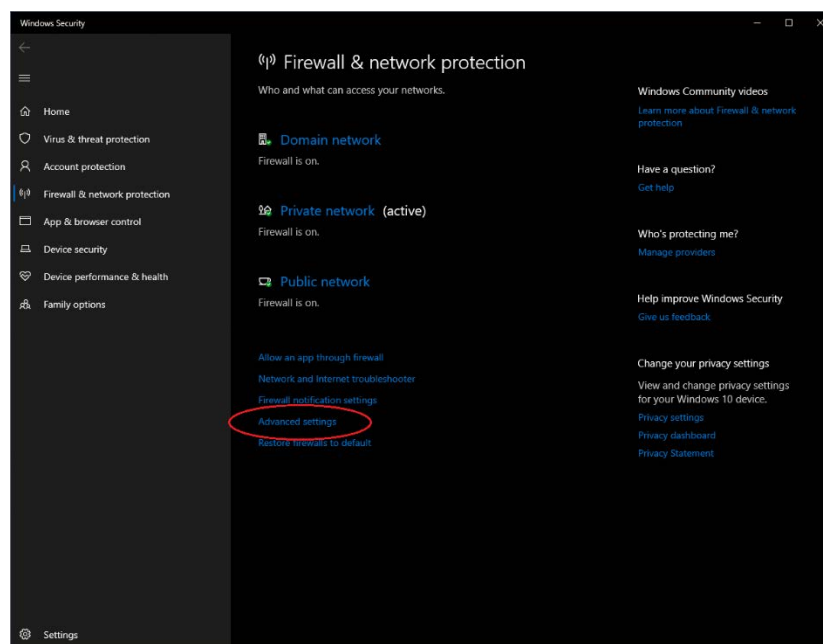 Windows Security
Home
Virus & threat protection
Account protection
Firewall & network protection
App & browser control
Device security
Device performance & health
Family options
Settings
Firewall & network protection
Who and what can access your networks.
Domain network
Firewall is on.
Private network (active)
Firewall is on.
Public network
Firewall is on.
Allow an app through firewall
Network and Internet troubleshooter
Firewall notification settings
Advanced settings
Restore firewalls to default
Windows Community videos
Learn more about Firewall & network
protection
Have a question?
Get help
Who's protecting me?
Manage providers
Help improve Windows Security
Give us feedback
Change your privacy settings
View and change privacy settings
for your Windows 10 device.
Privacy settings
Privacy dashboard
Privacy Statement